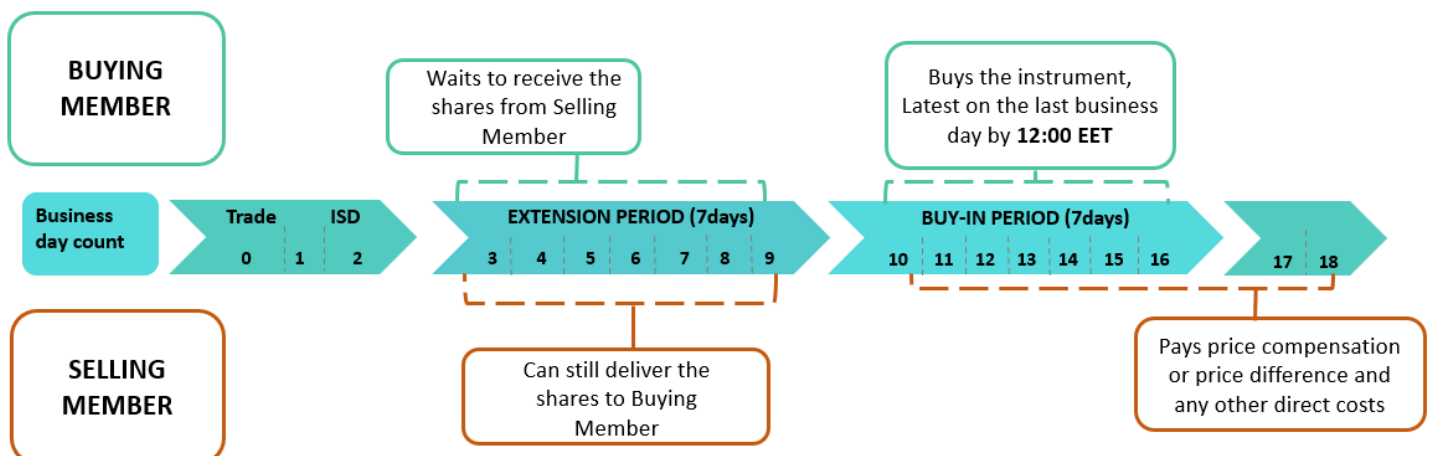 BUYING
MEMBER
Waits to receive the
shares from Selling
Member
Buys the instrument,
Latest on the last business
day by 12:00 EET
Business
day count
Trade ISD
0 1 2
EXTENSION PERIOD (7days)
3 4 5 6 7 8 9
BUY-IN PERIOD (7days)
10 11 12 13 14 15 16
17 18
SELLING
MEMBER
Can still deliver the
shares to Buying
Member
Pays price compensation
or price difference and
any other direct costs